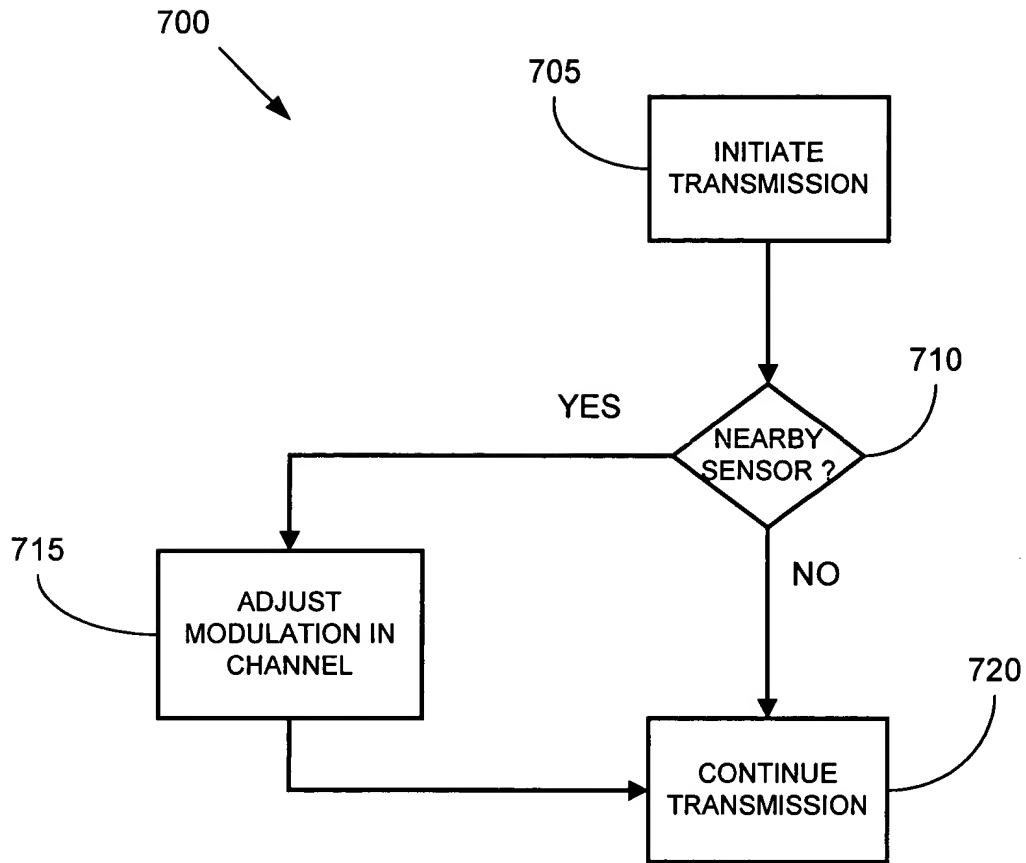 700
705
INITIATE
TRANSMISSION
710
YES
NEARBY
SENSOR ?
715
NO
ADJUST
MODULATION IN
CHANNEL
720
CONTINUE
TRANSMISSION